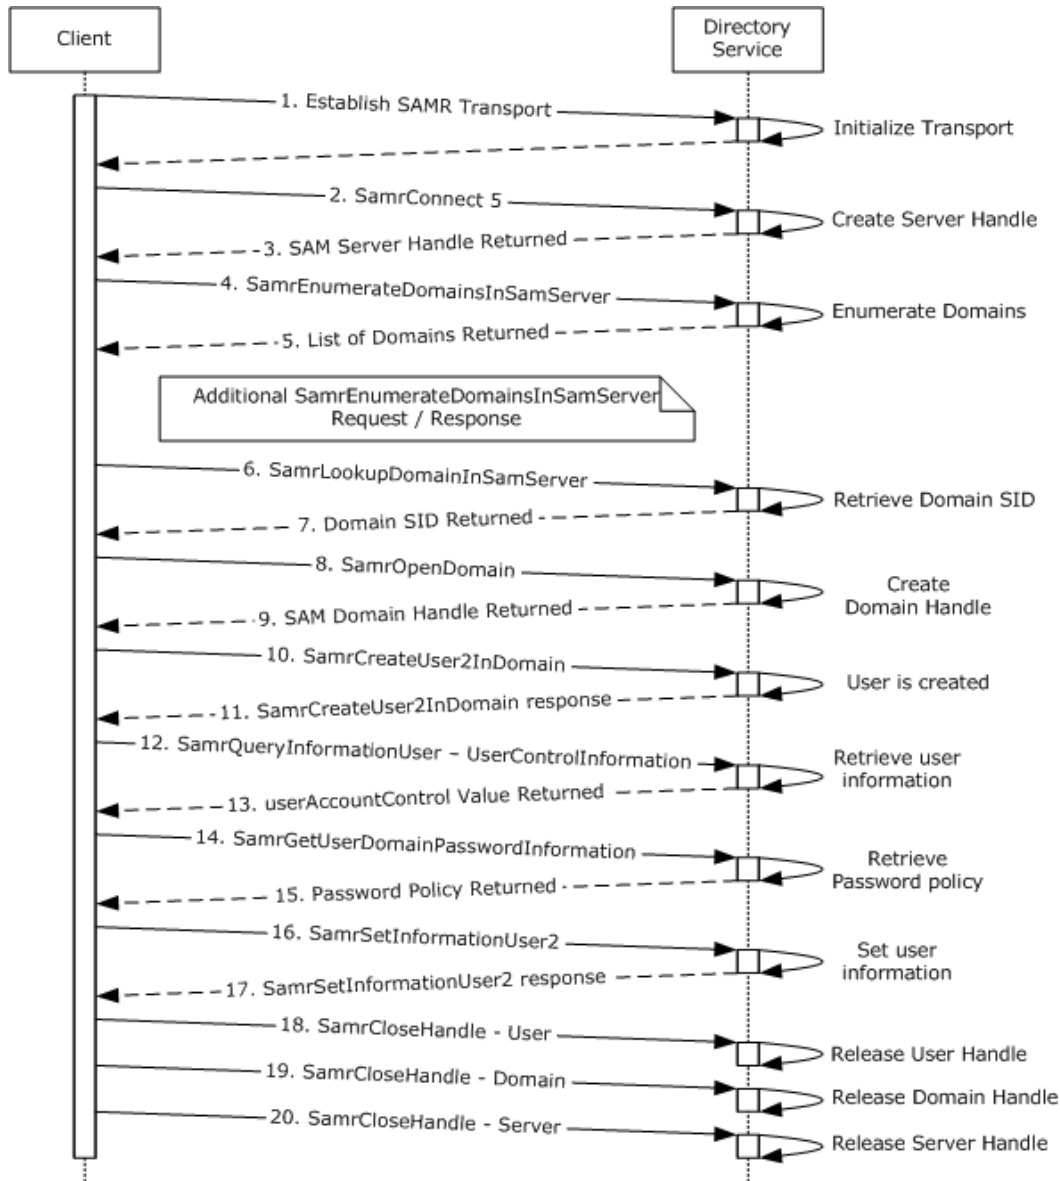 Client
Directory
Service
1. Establish SAMR Transport
Initialize Transport
2. SamrConnect 5
Create Server Handle
3. SAM Server Handle Returned
4. SamrEnumerateDomainsInSamServer
Enumerate Domains
5. List of Domains Returned
Additional SamrEnumerateDomainsInSamServer
Request / Response
6. SamrLookupDomainInSamServer
Retrieve Domain SID
7. Domain SID Returned
8. SamrOpenDomain
Create
Domain Handle
9. SAM Domain Handle Returned
10. SamrCreateUser2InDomain
User is created
11. SamrCreateUser2InDomain response
12. SamrQueryInformationUser – UserControlInformation
Retrieve user
information
13. userAccountControl Value Returned
14. SamrGetUserDomainPasswordInformation
Retrieve
Password policy
15. Password Policy Returned
16. SamrSetInformationUser2
Set user
information
17. SamrSetInformationUser2 response
18. SamrCloseHandle - User
Release User Handle
19. SamrCloseHandle - Domain
Release Domain Handle
20. SamrCloseHandle - Server
Release Server Handle